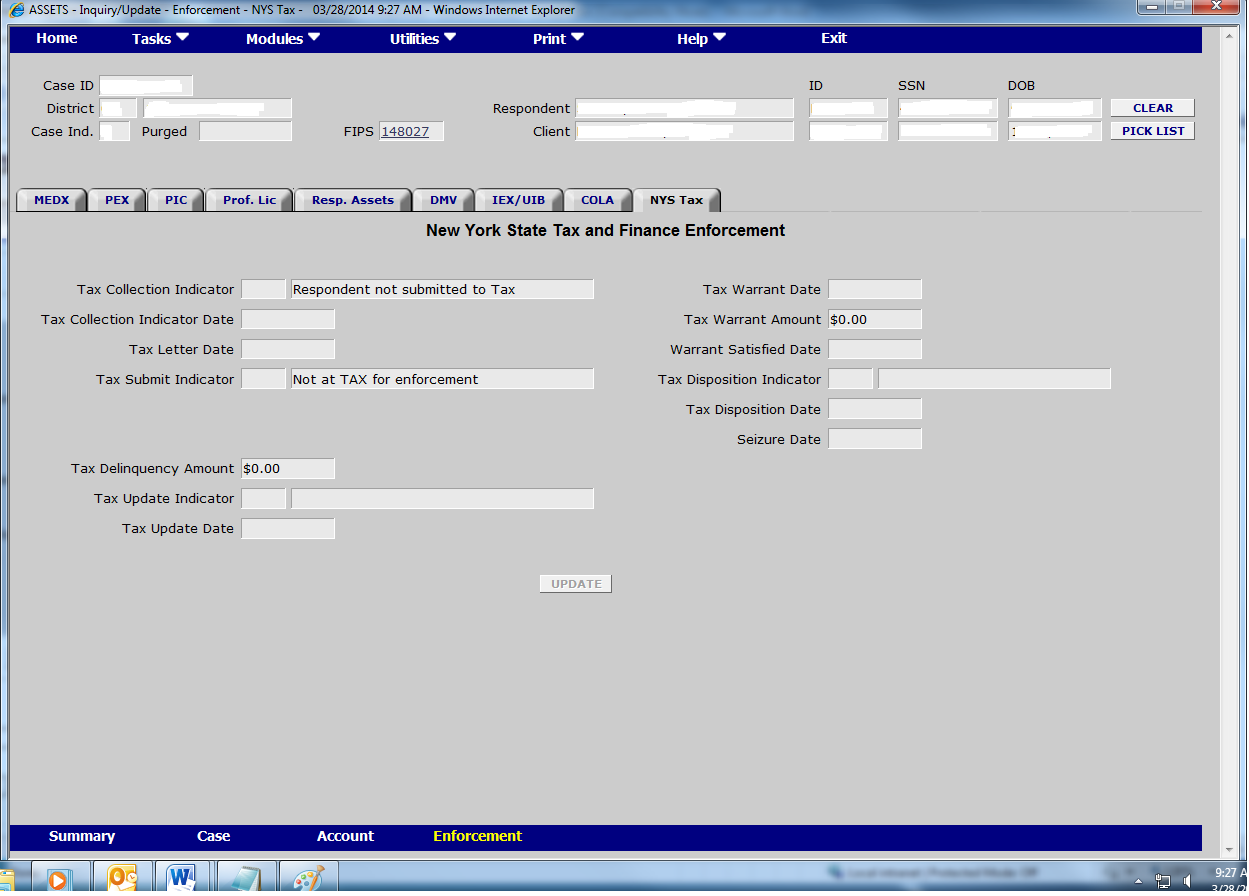 ASSETS - Inquiry/Update - Enforcement - NYS Tax -   03/28/2014 9:27 AM - Windows Internet Explorer
Home Tasks Modules Utilities Print Help Exit
Case ID ID SSN DOB
District Respondent CLEAR
Case Ind. Purged FIPS 148027 Client 1 PICK LIST
MEDX PEX PIC Prof. Lic Resp. Assets DMV IEX/UIB COLA NYS Tax
New York State Tax and Finance Enforcement
Tax Collection Indicator Respondent not submitted to Tax Tax Warrant Date
Tax Collection Indicator Date Tax Warrant Amount $0.00
Tax Letter Date Warrant Satisfied Date
Tax Submit Indicator Not at TAX for enforcement Tax Disposition Indicator
Tax Disposition Date
Seizure Date
Tax Delinquency Amount $0.00
Tax Update Indicator
Tax Update Date
UPDATE
Summary Case Account Enforcement
Local intranet | Protected Mode: Off
9:27 A
3/28/2